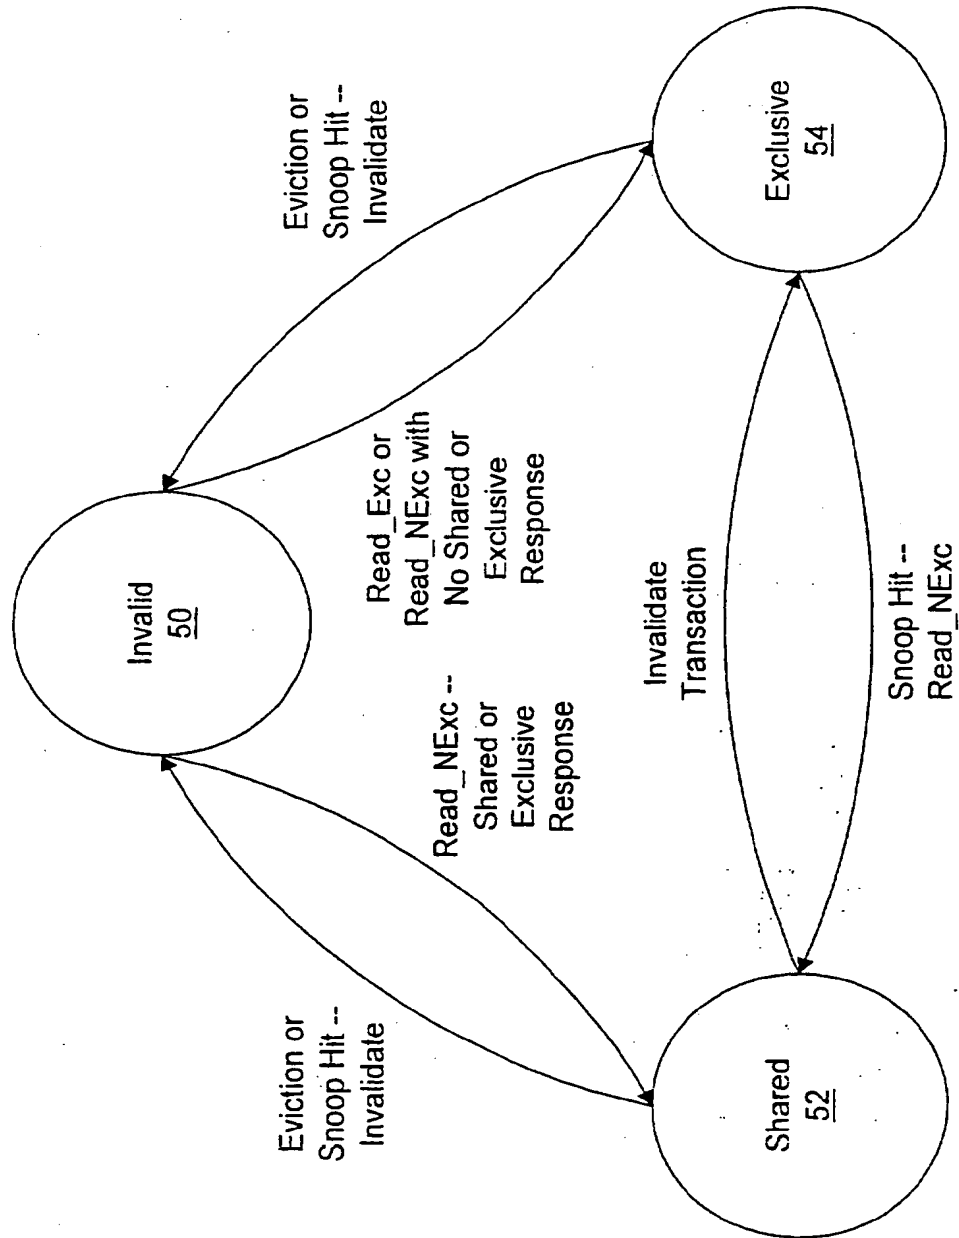 Invalid
50
Eviction or
Snoop Hit --
Invalidate
Read_NExc --
Shared or
Exclusive
Response
Read_Exc or
Read_NExc with
No Shared or
Exclusive
Response
Eviction or
Snoop Hit --
Invalidate
Shared
52
Invalidate
Transaction
Snoop Hit --
Read_NExc
Exclusive
54